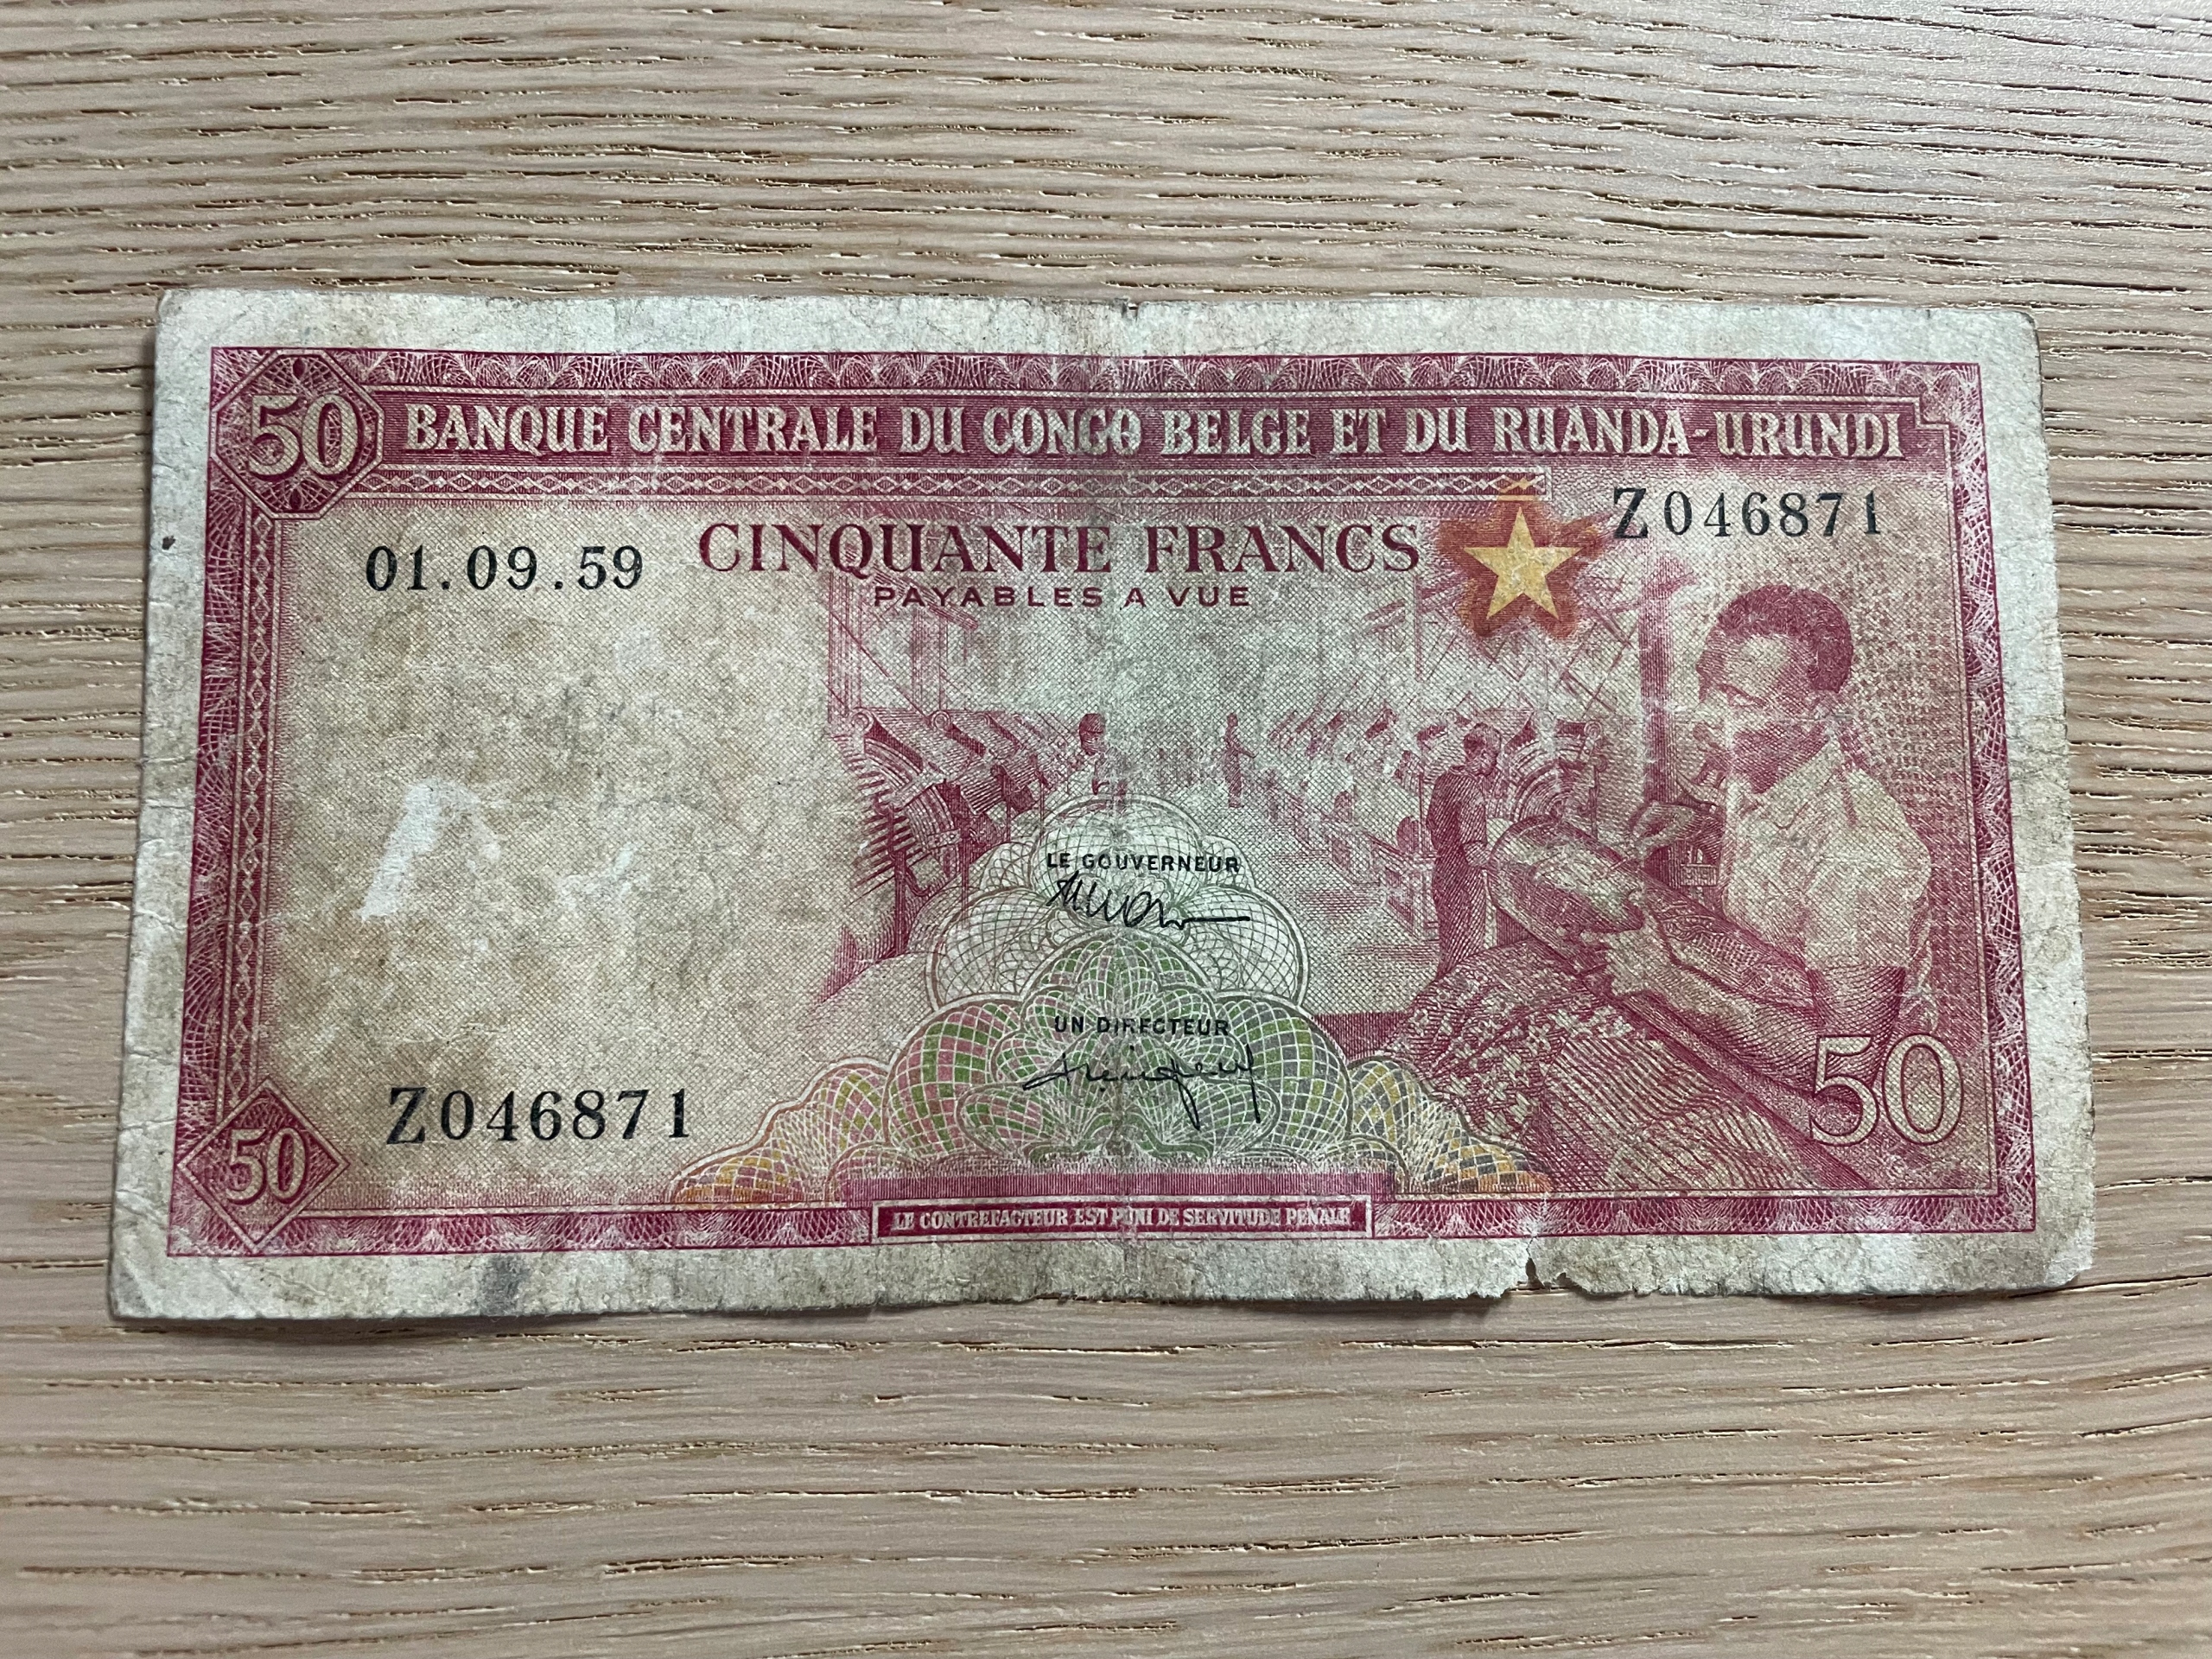 50 BANQUE CENTRALE DU CONGO BELGE ET DU RUANDA-URUNDI
Z046871
01.09.59 CINQUANTE FRANCS
PAYABLES A VUE
LE GOUVERNEUR
UN DIRECTEUR
50
Z046871
50
LE CONTREFACTEUR EST PUNI DE SERVITUDE PENALE